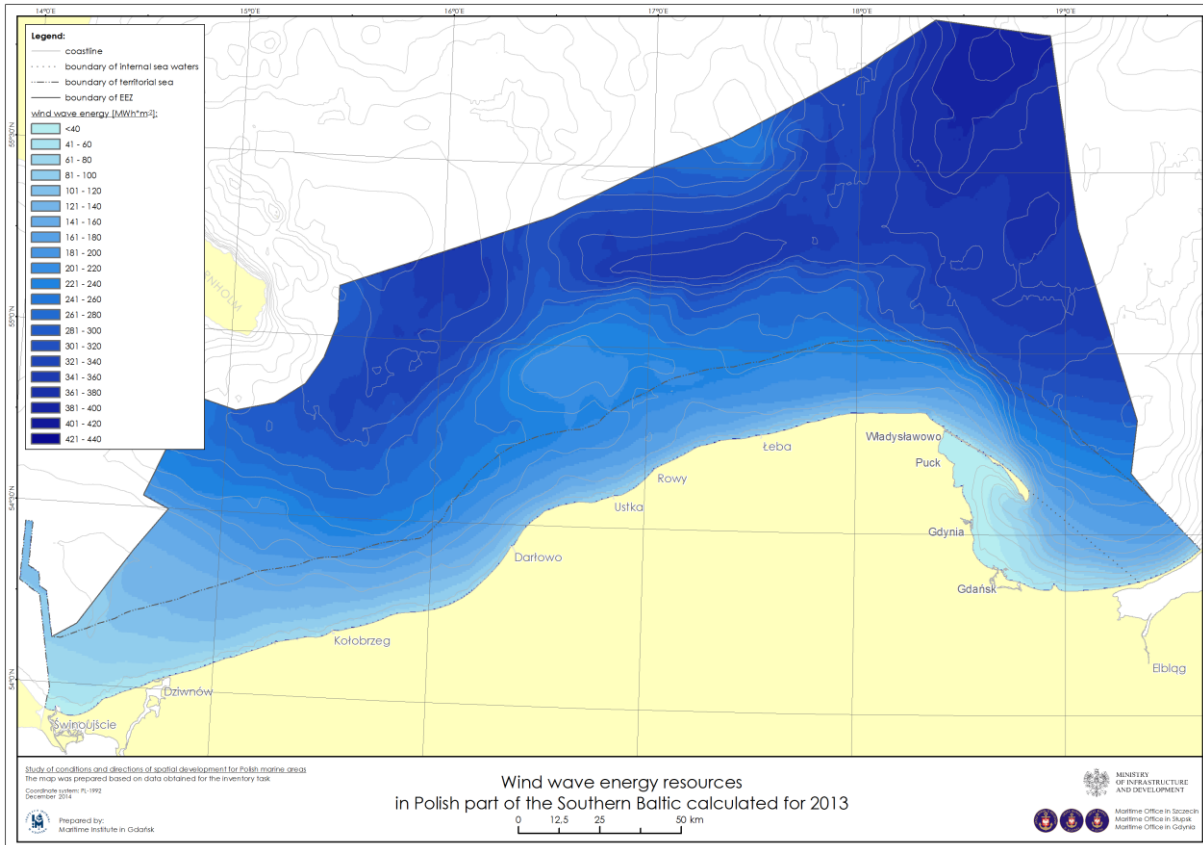 14°0'E 15°0'E 16°0'E 17°0'E 18°0'E 19°0'E
Legend:
coastline
boundary of internal sea waters
boundary of territorial sea
boundary of EEZ
wind wave energy [MWh*m-2]:
<40
41 - 60
61 - 80
81 - 100
101 - 120
121 - 140
141 - 160
161 - 180
181 - 200
201 - 220
221 - 240
241 - 260
261 - 280
281 - 300
301 - 320
321 - 340
341 - 360
361 - 380
381 - 400
401 - 420
421 - 440
55°30'N
RNHOLM
55°0'N
Władysławowo
Łeba
Puck
Rowy
54°30'N
Ustka
Gdynia
Darłowo
Gdańsk
Kołobrzeg
Elbląg
54°0'N
Dziwnów
Świnoujście
Study of conditions and directions of spatial development for Polish marine areas
The map was prepared based on data obtained for the inventory task
Coordinate system: PL-1992
December 2014
Prepared by:
Maritime Institute in Gdańsk
Wind wave energy resources
in Polish part of the Southern Baltic calculated for 2013
0 12,5 25 50 km
MINISTRY
OF INFRASTRUCTURE
AND DEVELOPMENT
Maritime Office in Szczecin
Maritime Office in Słupsk
Maritime Office in Gdynia